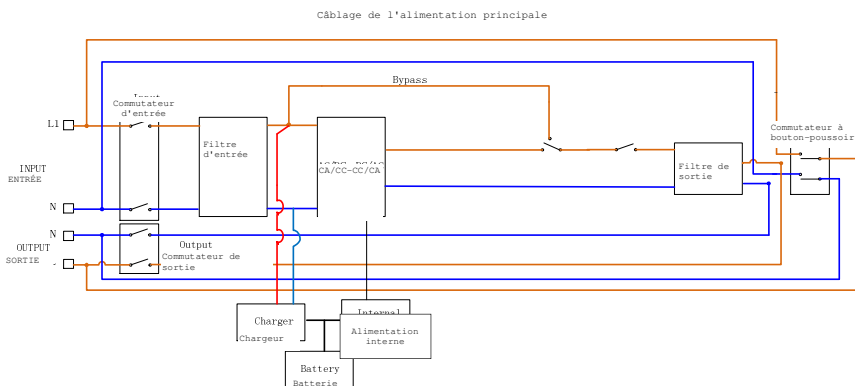 Câblage de l'alimentation principale
Bypass
Commutateur
d'entrée
L1
Filtre
d'entrée
CA/CC-CC/CA
Commutateur à
bouton-poussoir
Filtre de
sortie
INPUT
ENTRÉE
N
N
OUTPUT
SORTIE
Output
Commutateur de
sortie
Charger
Chargeur
Internal
Alimentation
interne
Battery
Batterie